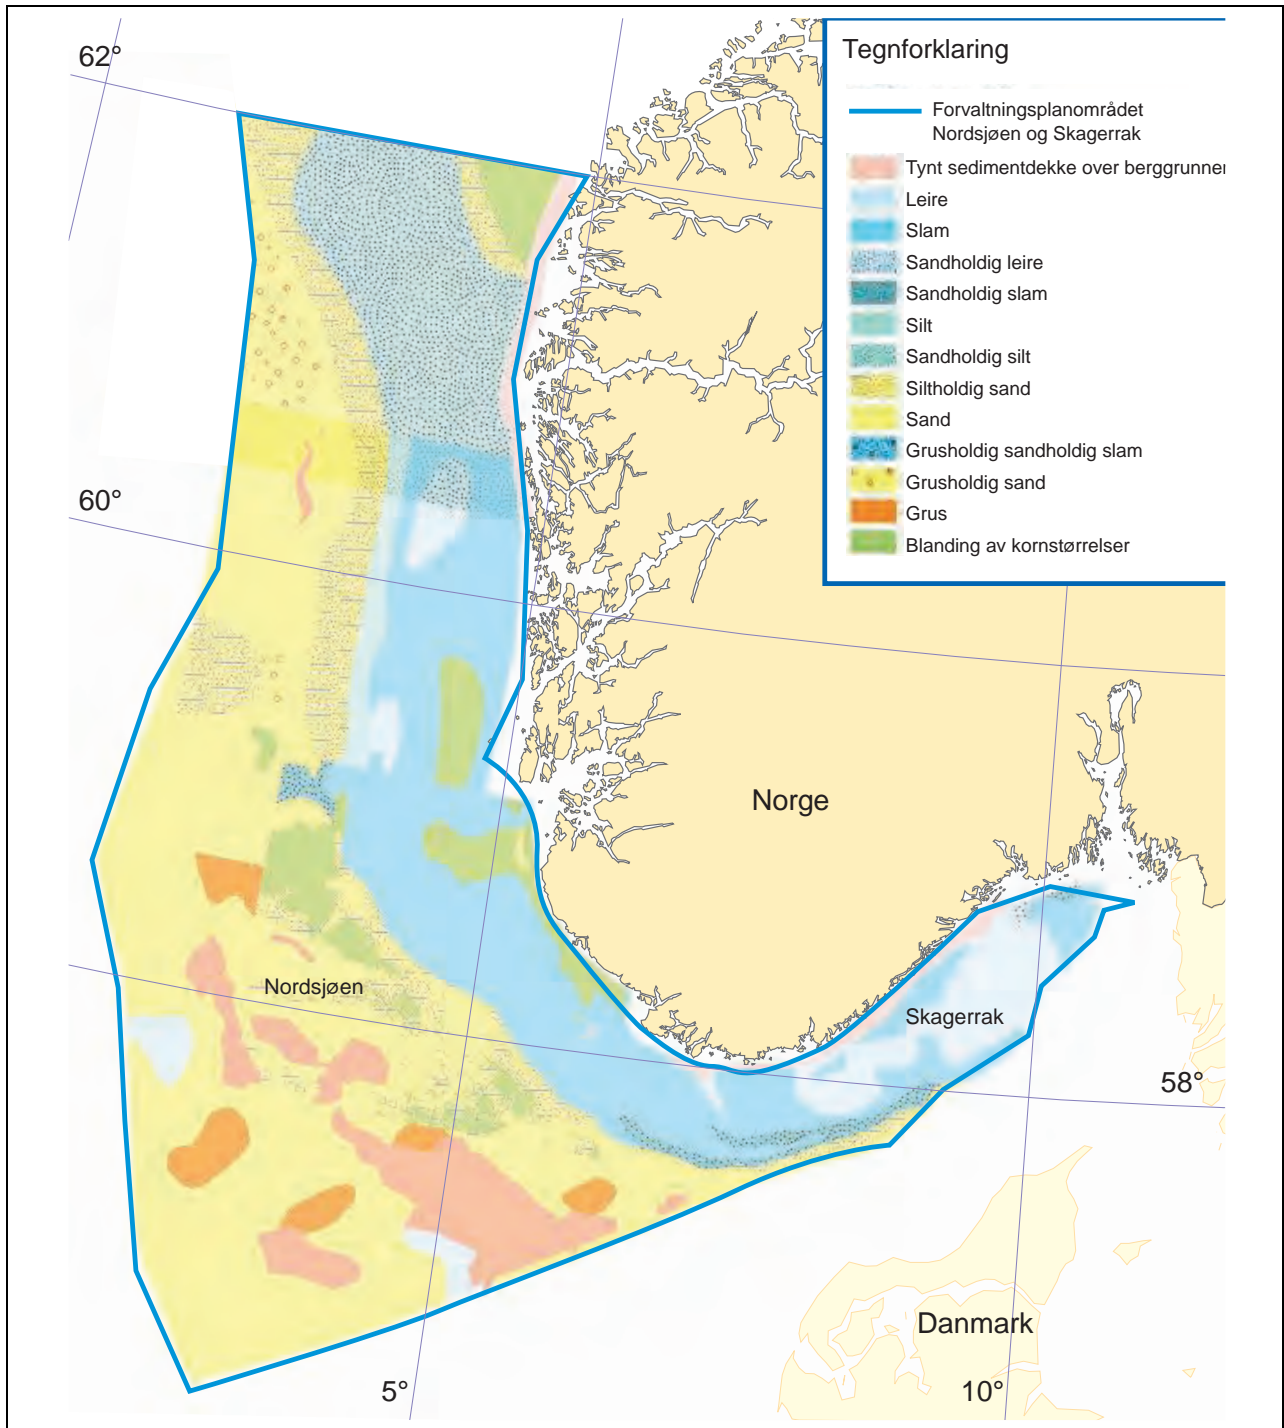 62°
Tegnforklaring
Forvaltningsplanområdet
Nordsjøen og Skagerrak
Tynt sedimentdekke over berggrunner
Leire
Slam
Sandholdig leire
Sandholdig slam
Silt
Sandholdig silt
Siltholdig sand
Sand
Grusholdig sandholdig slam
Grusholdig sand
Grus
Blanding av kornstørrelser
60°
Norge
Nordsjøen
Skagerrak
58°
Danmark
5°
10°